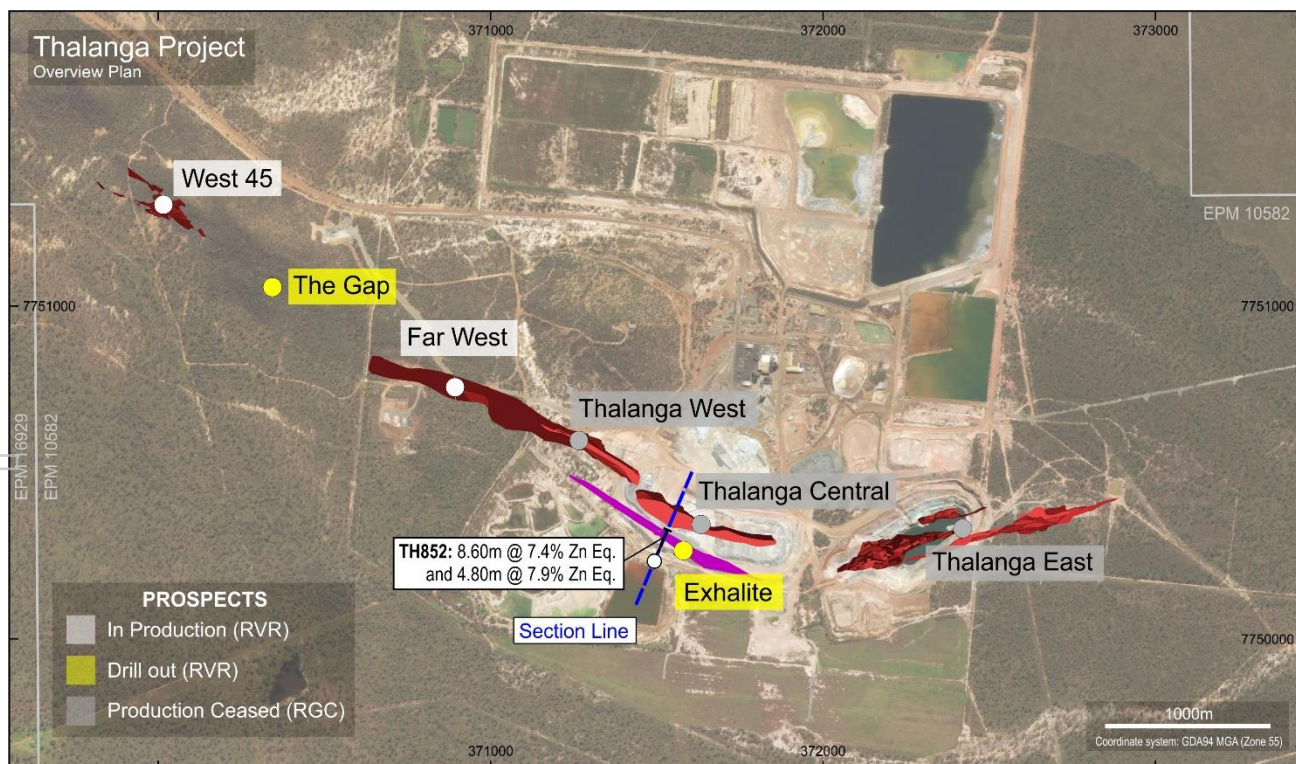 Thalanga Project
Overview Plan
371000
372000
373000
West 45
EPM 10582
The Gap
7751000
7751000
Far West
Thalanga West
EPM 16929
EPM 10582
Thalanga Central
TH852: 8.60m @ 7.4% Zn Eq.
and 4.80m @ 7.9% Zn Eq.
Thalanga East
Exhalite
Section Line
PROSPECTS
In Production (RVR)
Drill out (RVR)
Production Ceased (RGC)
7750000
1000m
Coordinate system: GDA94 MGA (Zone 55)
371000
372000